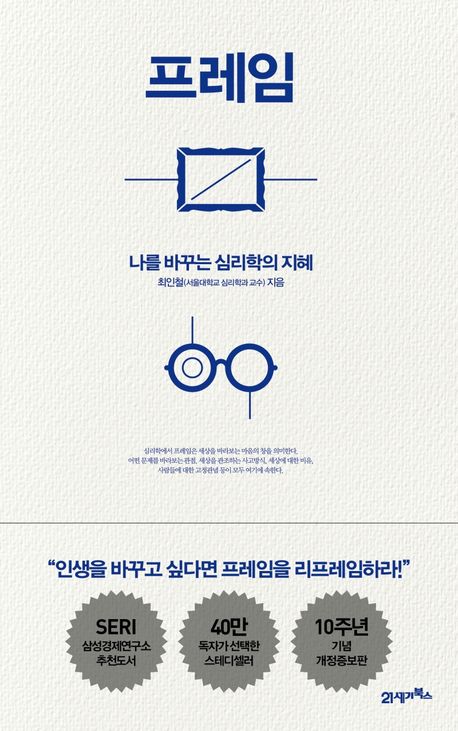 프레임
나를 바꾸는 심리학의 지혜
최인철(서울대학교 심리학과 교수) 지음
심리학에서 프레임은 세상을 바라보는 마음의 창을 의미한다.
어떤 문제를 바라보는 관점, 세상을 관조하는 사고방식, 세상에 대한 비유,
사람들에 대한 고정관념 등이 모두 여기에 속한다.
“인생을 바꾸고 싶다면 프레임을 리프레임하라!”
SERI
삼성경제연구소
추천도서
40만
독자가 선택한
스테디셀러
10주년
기념
개정증보판
21세기북스